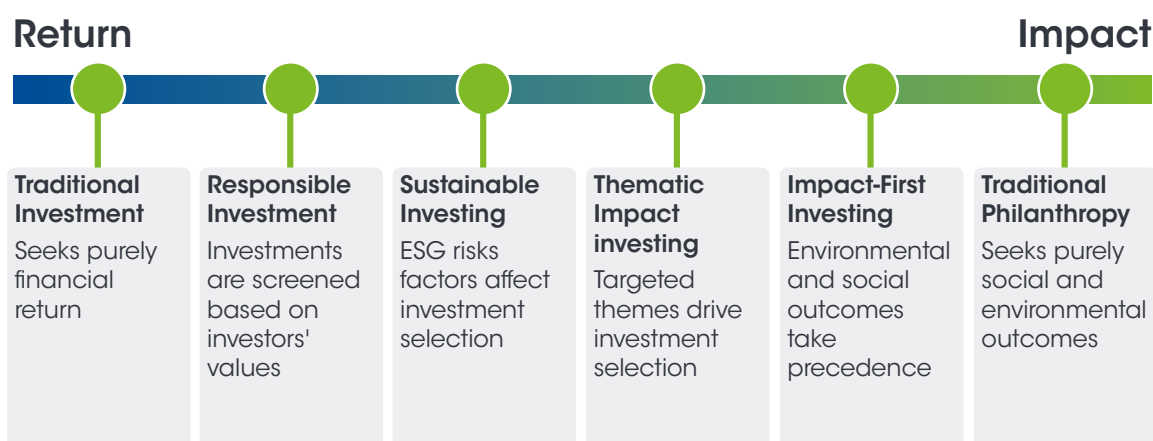 Return
Impact
Traditional
Investment
Seeks purely
financial
return
Responsible
Investment
Investments
are screened
based on
investors'
values
Sustainable
Investing
ESG risks
factors affect
investment
selection
Thematic
Impact
investing
Targeted
themes drive
investment
selection
Impact-First
Investing
Environmental
and social
outcomes
take
precedence
Traditional
Philanthropy
Seeks purely
social and
environmental
outcomes